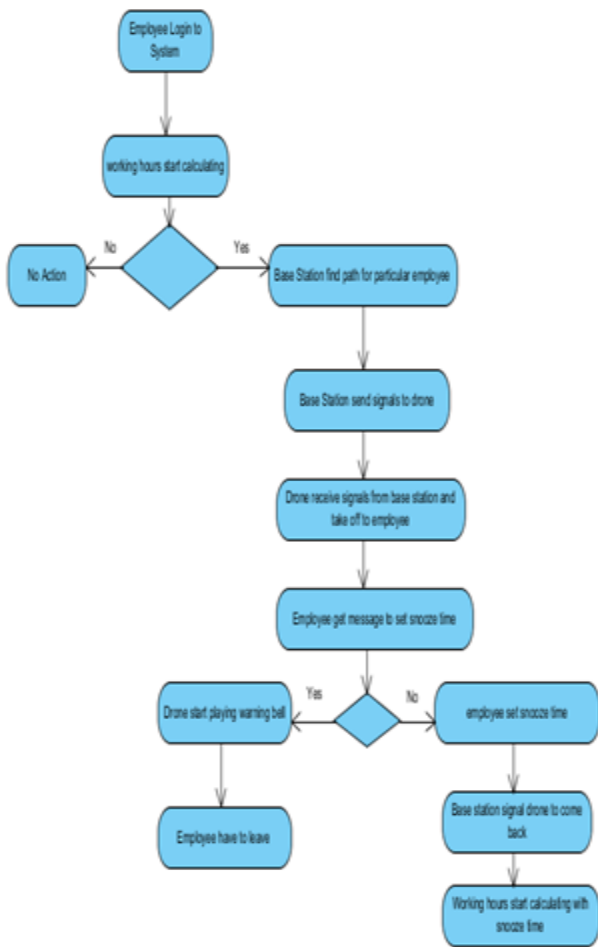 Employee Login to
System
working hours start calculating
No
Yes
No Action
Base Station find path for particular employee
Base Station send signals to drone
Drone receive signals from base station and
take off to employee
Employee get message to set snooze time
Yes
No
Drone start playing warning bell
employee set snooze time
Employee have to leave
Base station signal drone to come
back
Working hours start calculating with
snooze time